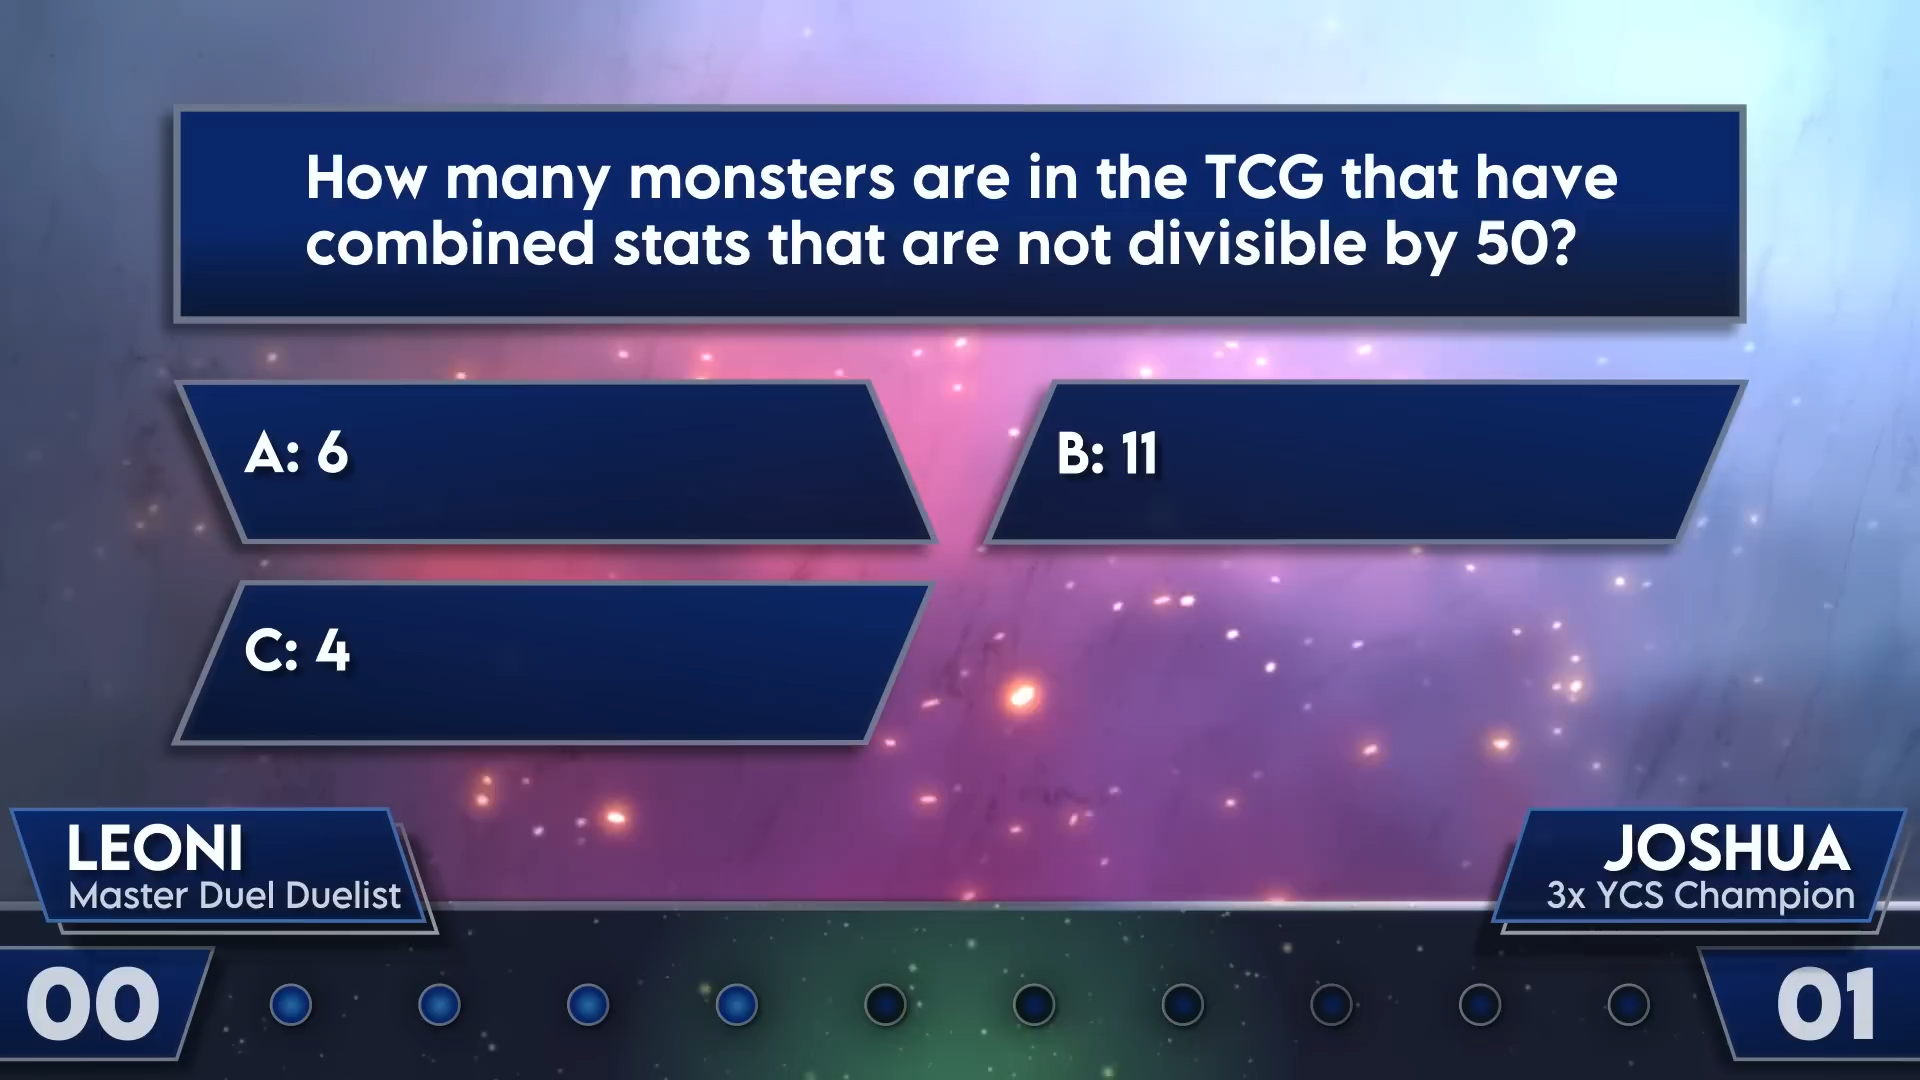 How many monsters are in the TCG that have
combined stats that are not divisible by 50?
A: 6
B: 11
C: 4
LEONI
Master Duel Duelist
JOSHUA
3x YCS Champion
00
01